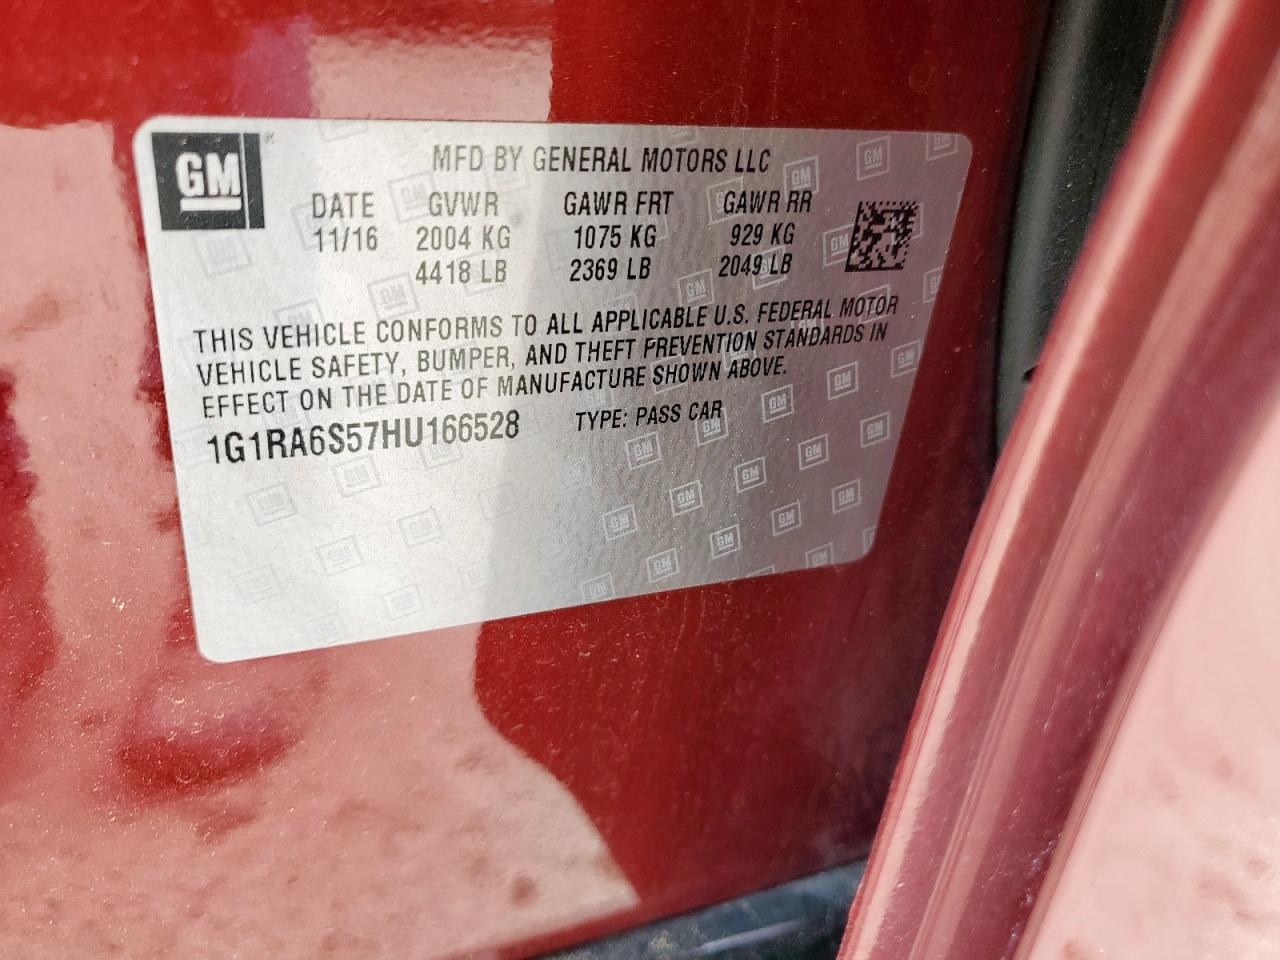 GM
MFD BY GENERAL MOTORS LLC
DATE GVWR GAWR FRT GAWR RR
11/16 2004 KG 1075 KG 929 KG
4418 LB 2369 LB 2049 LB
THIS VEHICLE CONFORMS TO ALL APPLICABLE U.S. FEDERAL MOTOR
VEHICLE SAFETY, BUMPER, AND THEFT PREVENTION STANDARDS IN
EFFECT ON THE DATE OF MANUFACTURE SHOWN ABOVE.
1G1RA6S57HU166528 TYPE: PASS CAR